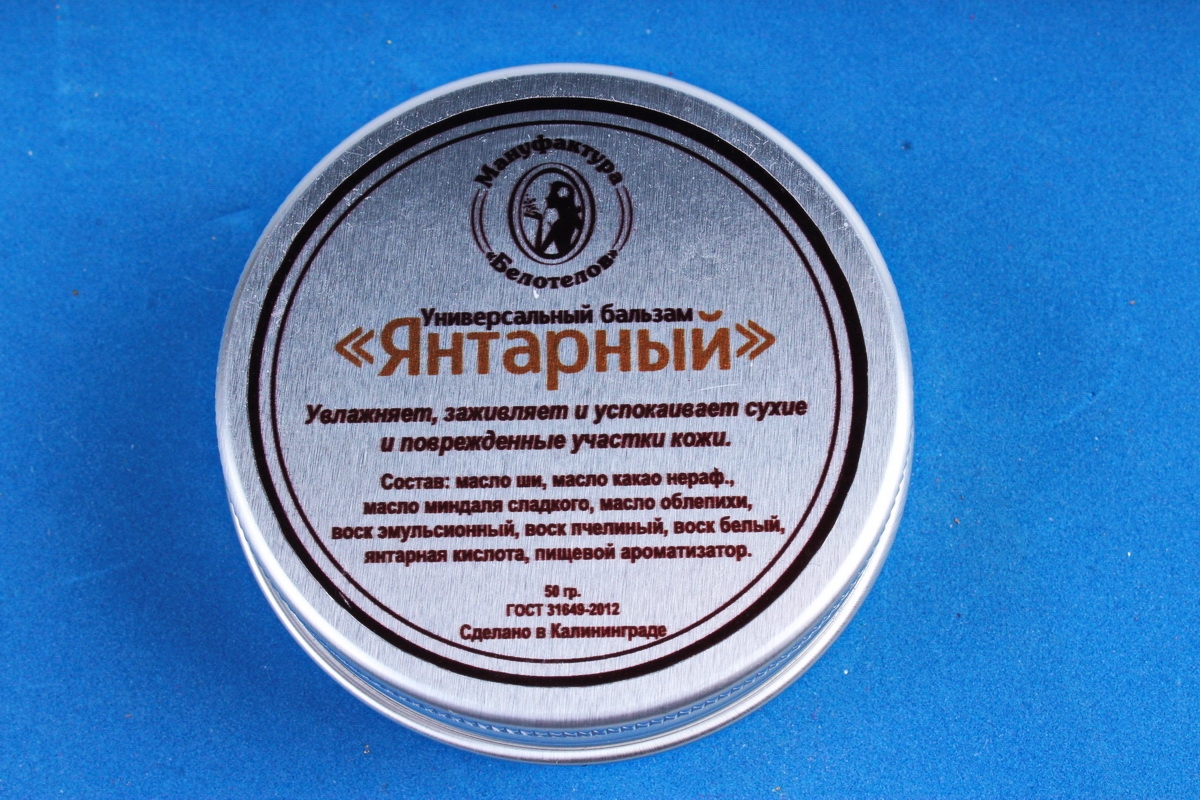 Мануфактура
«Белотелов»
Универсальный бальзам
«Янтарный»
Увлажняет, заживляет и успокаивает сухие
и поврежденные участки кожи.
Состав: масло ши, масло какао нераф.,
масло миндаля сладкого, масло облепихи,
воск эмульсионный, воск пчелиный, воск белый,
янтарная кислота, пищевой ароматизатор.
50 гр.
ГОСТ 31649-2012
Сделано в Калининграде